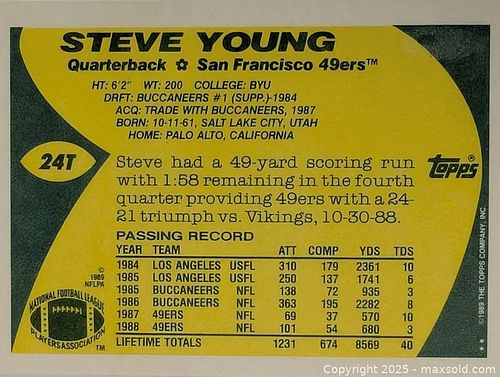 STEVE YOUNG
Quarterback ✪ San Francisco 49ers™
HT: 6'2" WT: 200 COLLEGE: BYU
DRFT: BUCCANEERS #1 (SUPP.)-1984
ACQ: TRADE WITH BUCCANEERS, 1987
BORN: 10-11-61, SALT LAKE CITY, UTAH
HOME: PALO ALTO, CALIFORNIA
24T
Steve had a 49-yard scoring run
with 1:58 remaining in the fourth
quarter providing 49ers with a 24-
21 triumph vs. Vikings, 10-30-88.
TOPPS®
PASSING RECORD
YEAR TEAM ATT COMP YDS TDS
1984 LOS ANGELES USFL 310 179 2361 10
1985 LOS ANGELES USFL 250 137 1741 6
1985 BUCCANEERS NFL 138 72 935 3
1986 BUCCANEERS NFL 363 195 2282 8
1987 49ERS NFL 69 37 570 10
1988 49ERS NFL 101 54 680 3
LIFETIME TOTALS 1231 674 8569 40
©
1989
NFLPA
NATIONAL FOOTBALL LEAGUE
PLAYERS ASSOCIATION
TM
©1989 THE TOPPS COMPANY, INC.
**
Copyright 2025 - maxsold.com